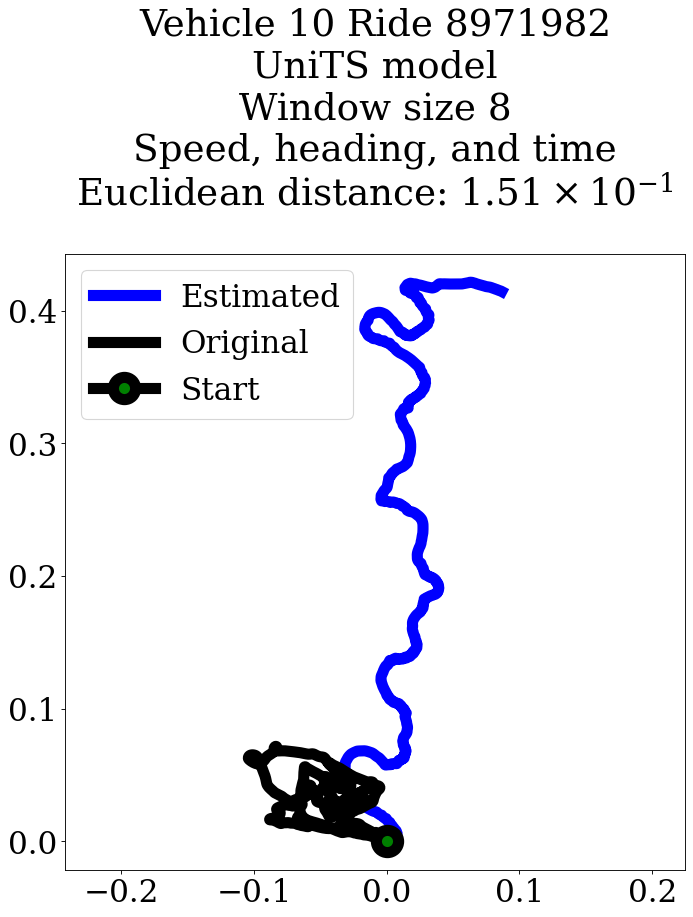 Vehicle 10 Ride 8971982
UniTS model
Window size 8
Speed, heading, and time
Euclidean distance: 1.51 × 10⁻¹
Estimated
Original
Start
0.4
0.3
0.2
0.1
0.0
−0.2 −0.1 0.0 0.1 0.2